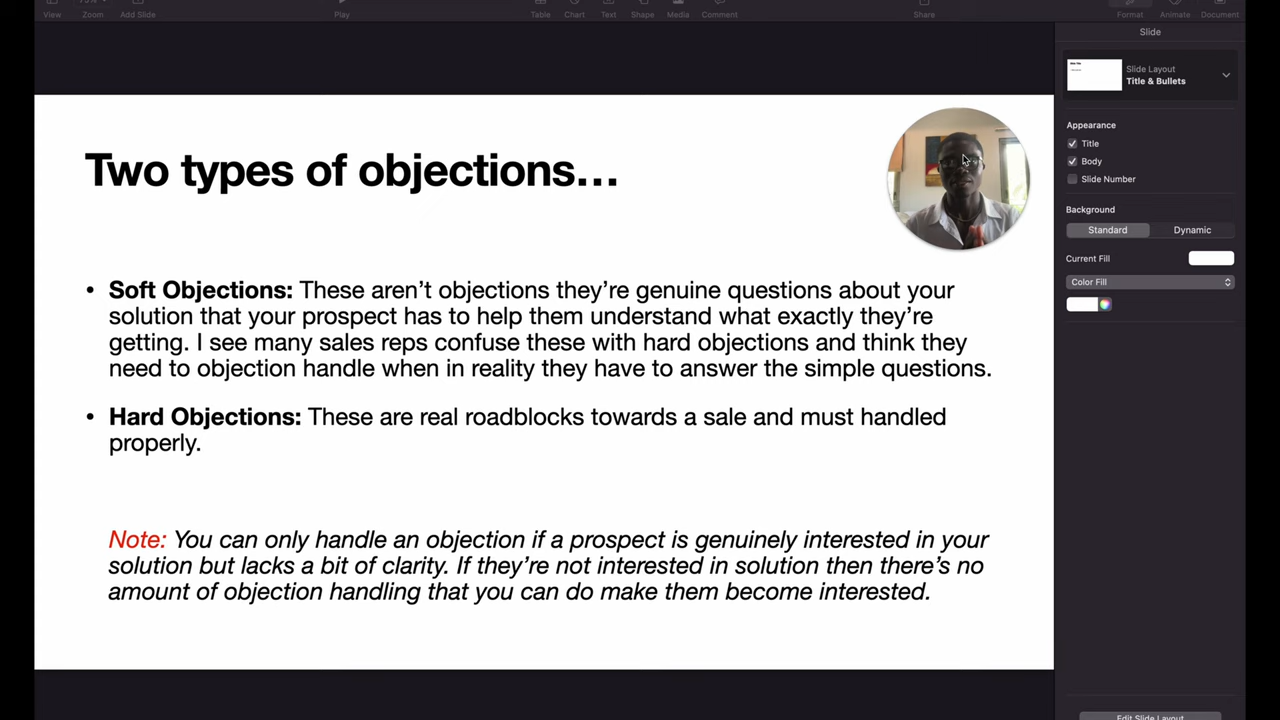 View
Zoom
Add Slide
Play
Table
Chart
Text
Shape
Media
Comment
Share
Format
Animate
Document
Slide
Slide Layout
Title & Bullets
Appearance
Title
Body
Slide Number
Background
Standard
Dynamic
Current Fill
Color Fill
Edit Slide Layout
Two types of objections…
• Soft Objections: These aren’t objections they’re genuine questions about your
solution that your prospect has to help them understand what exactly they’re
getting. I see many sales reps confuse these with hard objections and think they
need to objection handle when in reality they have to answer the simple questions.
• Hard Objections: These are real roadblocks towards a sale and must handled
properly.
Note: You can only handle an objection if a prospect is genuinely interested in your
solution but lacks a bit of clarity. If they’re not interested in solution then there’s no
amount of objection handling that you can do make them become interested.